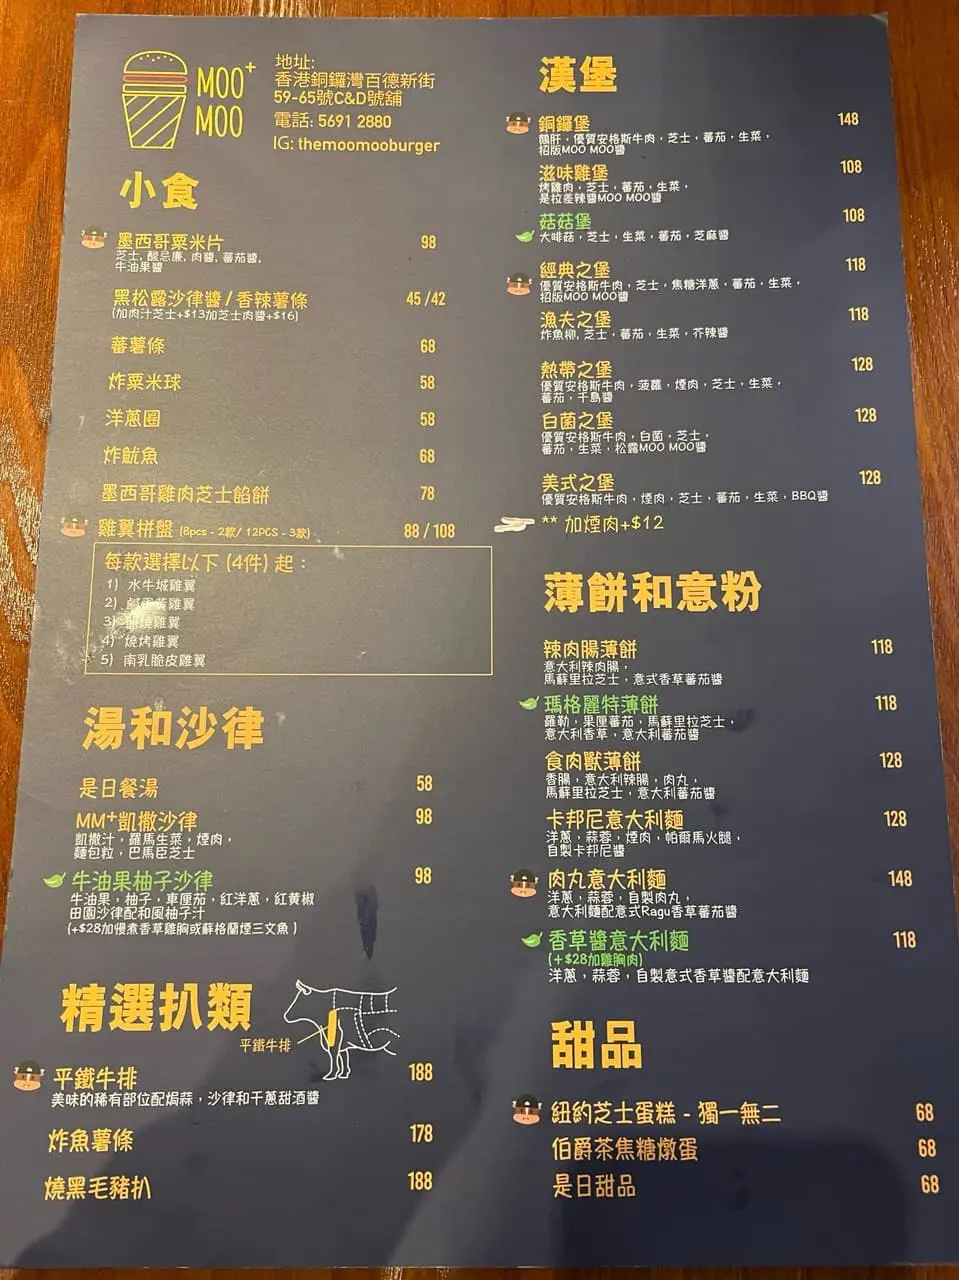 MOO+
MOO
地址:
香港銅鑼灣百德新街
59-65號C&D號舖
電話: 5691 2880
IG: themoomooburger
小食
墨西哥粟米片 98
芝士, 酸忌廉, 肉醬, 蕃茄醬,
牛油果醬
黑松露沙律醬 / 香辣薯條 45 /42
(加肉汁芝士+$13加芝士肉醬+$16)
蕃薯條 68
炸粟米球 58
洋蔥圈 58
炸魷魚 68
墨西哥雞肉芝士餡餅 78
雞翼拼盤 (8pcs - 2款/ 12PCS - 3款) 88 / 108
每款選擇以下 (4件) 起：
1) 水牛城雞翼
2) 鹹蛋黃雞翼
3) 燒雞翼
4) 燒烤雞翼
5) 南乳脆皮雞翼
湯和沙律
是日餐湯 58
MM+凱撒沙律 98
凱撒汁，羅馬生菜，煙肉，
麵包粒，巴馬臣芝士
牛油果柚子沙律 98
牛油果，柚子，車厘茄，紅洋蔥，紅黄椒
田園沙律配和風柚子汁
(+$28加慢煮香草雞胸或蘇格蘭煙三文魚 )
精選扒類
平鐵牛排
平鐵牛排 188
美味的稀有部位配焗蒜，沙律和干蔥甜酒醬
炸魚薯條 178
燒黑毛豬扒 188
漢堡
銅鑼堡 148
鵝肝，優質安格斯牛肉，芝士，蕃茄，生菜，
招版MOO MOO醬
滋味雞堡 108
烤雞肉，芝士，蕃茄，生菜，
是拉差辣醬MOO MOO醬
菇菇堡 108
大啡菇，芝士，生菜，蕃茄，芝麻醬
經典之堡 118
優質安格斯牛肉，芝士，焦糖洋蔥，蕃茄，生菜，
招版MOO MOO醬
漁夫之堡 118
炸魚柳, 芝士，蕃茄，生菜，芥辣醬
熱帶之堡 128
優質安格斯牛肉，菠蘿，煙肉，芝士，生菜，
蕃茄，千島醬
白菌之堡 128
優質安格斯牛肉，白菌，芝士，
蕃茄，生菜，松露MOO MOO醬
美式之堡 128
優質安格斯牛肉，煙肉，芝士，蕃茄，生菜，BBQ醬
** 加煙肉+$12
薄餅和意粉
辣肉腸薄餅 118
意大利辣肉腸，
馬蘇里拉芝士，意式香草蕃茄醬
瑪格麗特薄餅 118
羅勒，果匣蕃茄，馬蘇里拉芝士，
意大利香草，意大利蕃茄醬
食肉獸薄餅 128
香腸，意大利辣腸，肉丸，
馬蘇里拉芝士，意大利蕃茄醬
卡邦尼意大利麵 128
洋蔥，蒜蓉，煙肉，帕爾馬火腿，
自製卡邦尼醬
肉丸意大利麵 148
洋蔥，蒜蓉，自製肉丸，
意大利麵配意式Ragu香草蕃茄醬
香草醬意大利麵 118
(+$28加雞胸肉)
洋蔥，蒜蓉，自製意式香草醬配意大利麵
甜品
紐約芝士蛋糕 - 獨一無二 68
伯爵茶焦糖燉蛋 68
是日甜品 68